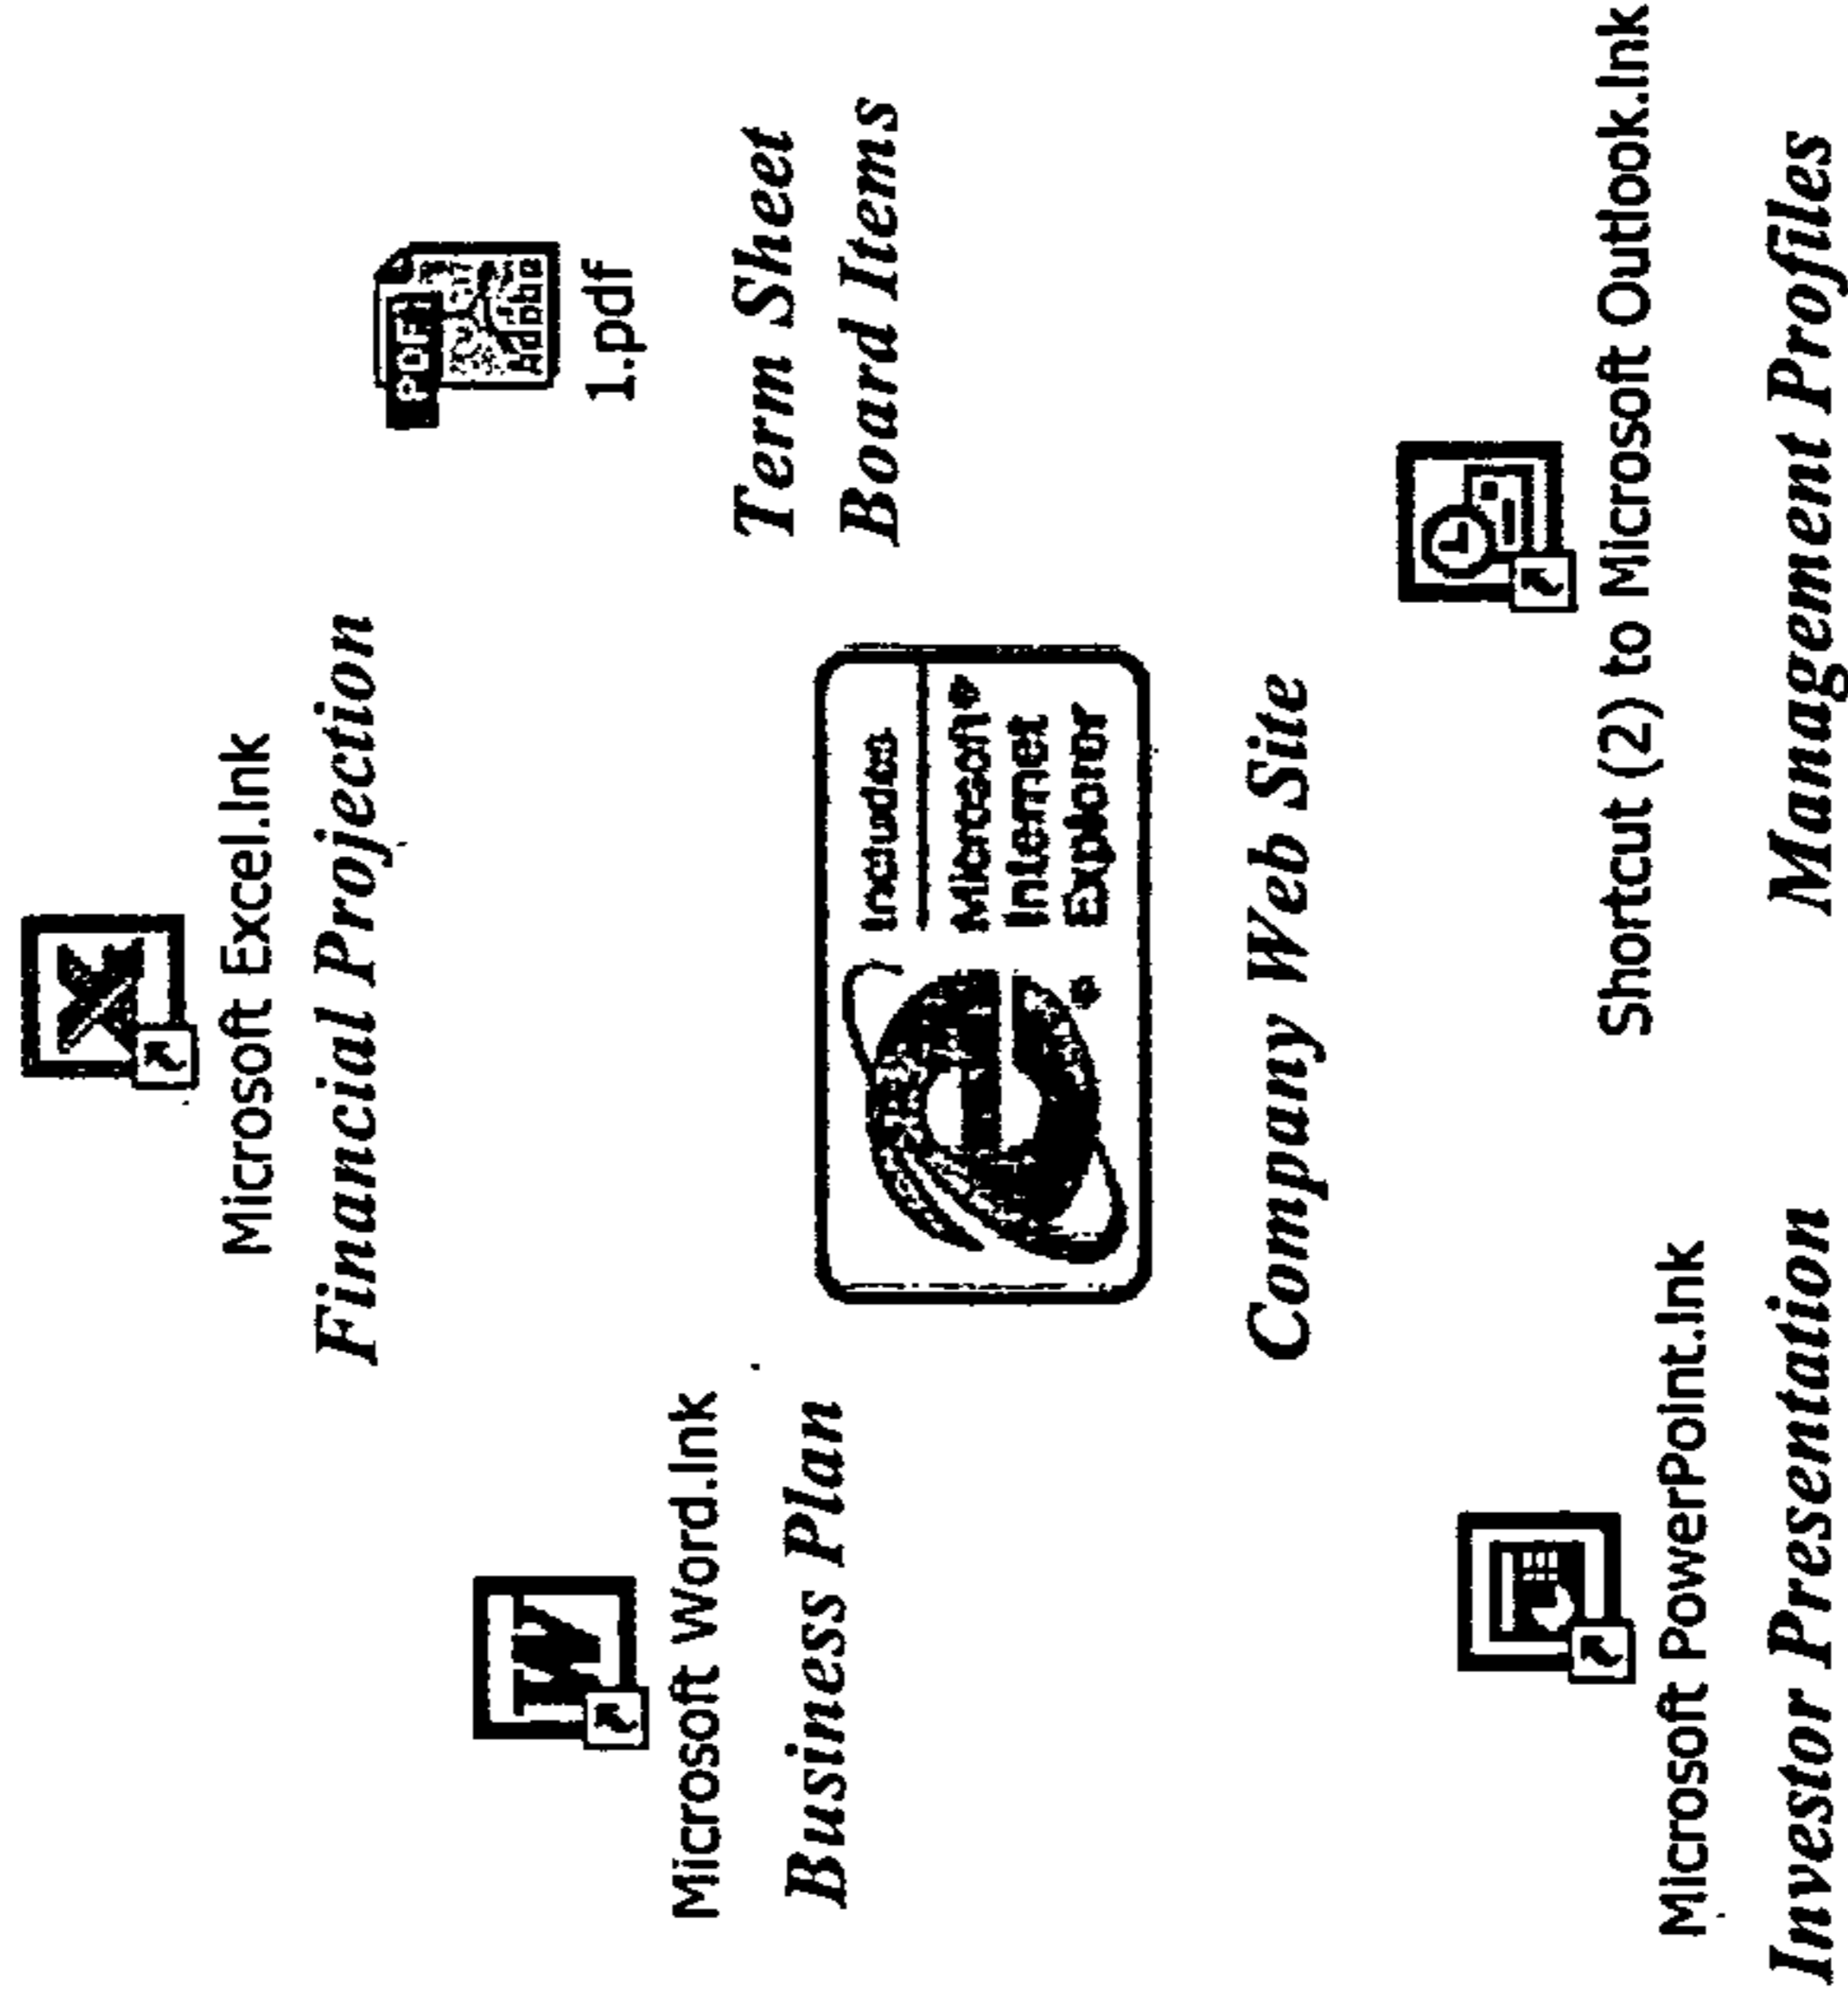 Microsoft Excel.lnk
Financial Projection
1.pdf
Term Sheet
Board Items
Microsoft Word.lnk
Business Plan
Microsoft
Internet
Explorer
Company Web Site
Shortcut (2) to Microsoft Outlook.lnk
Management Profiles
Microsoft PowerPoint.lnk
Investor Presentation